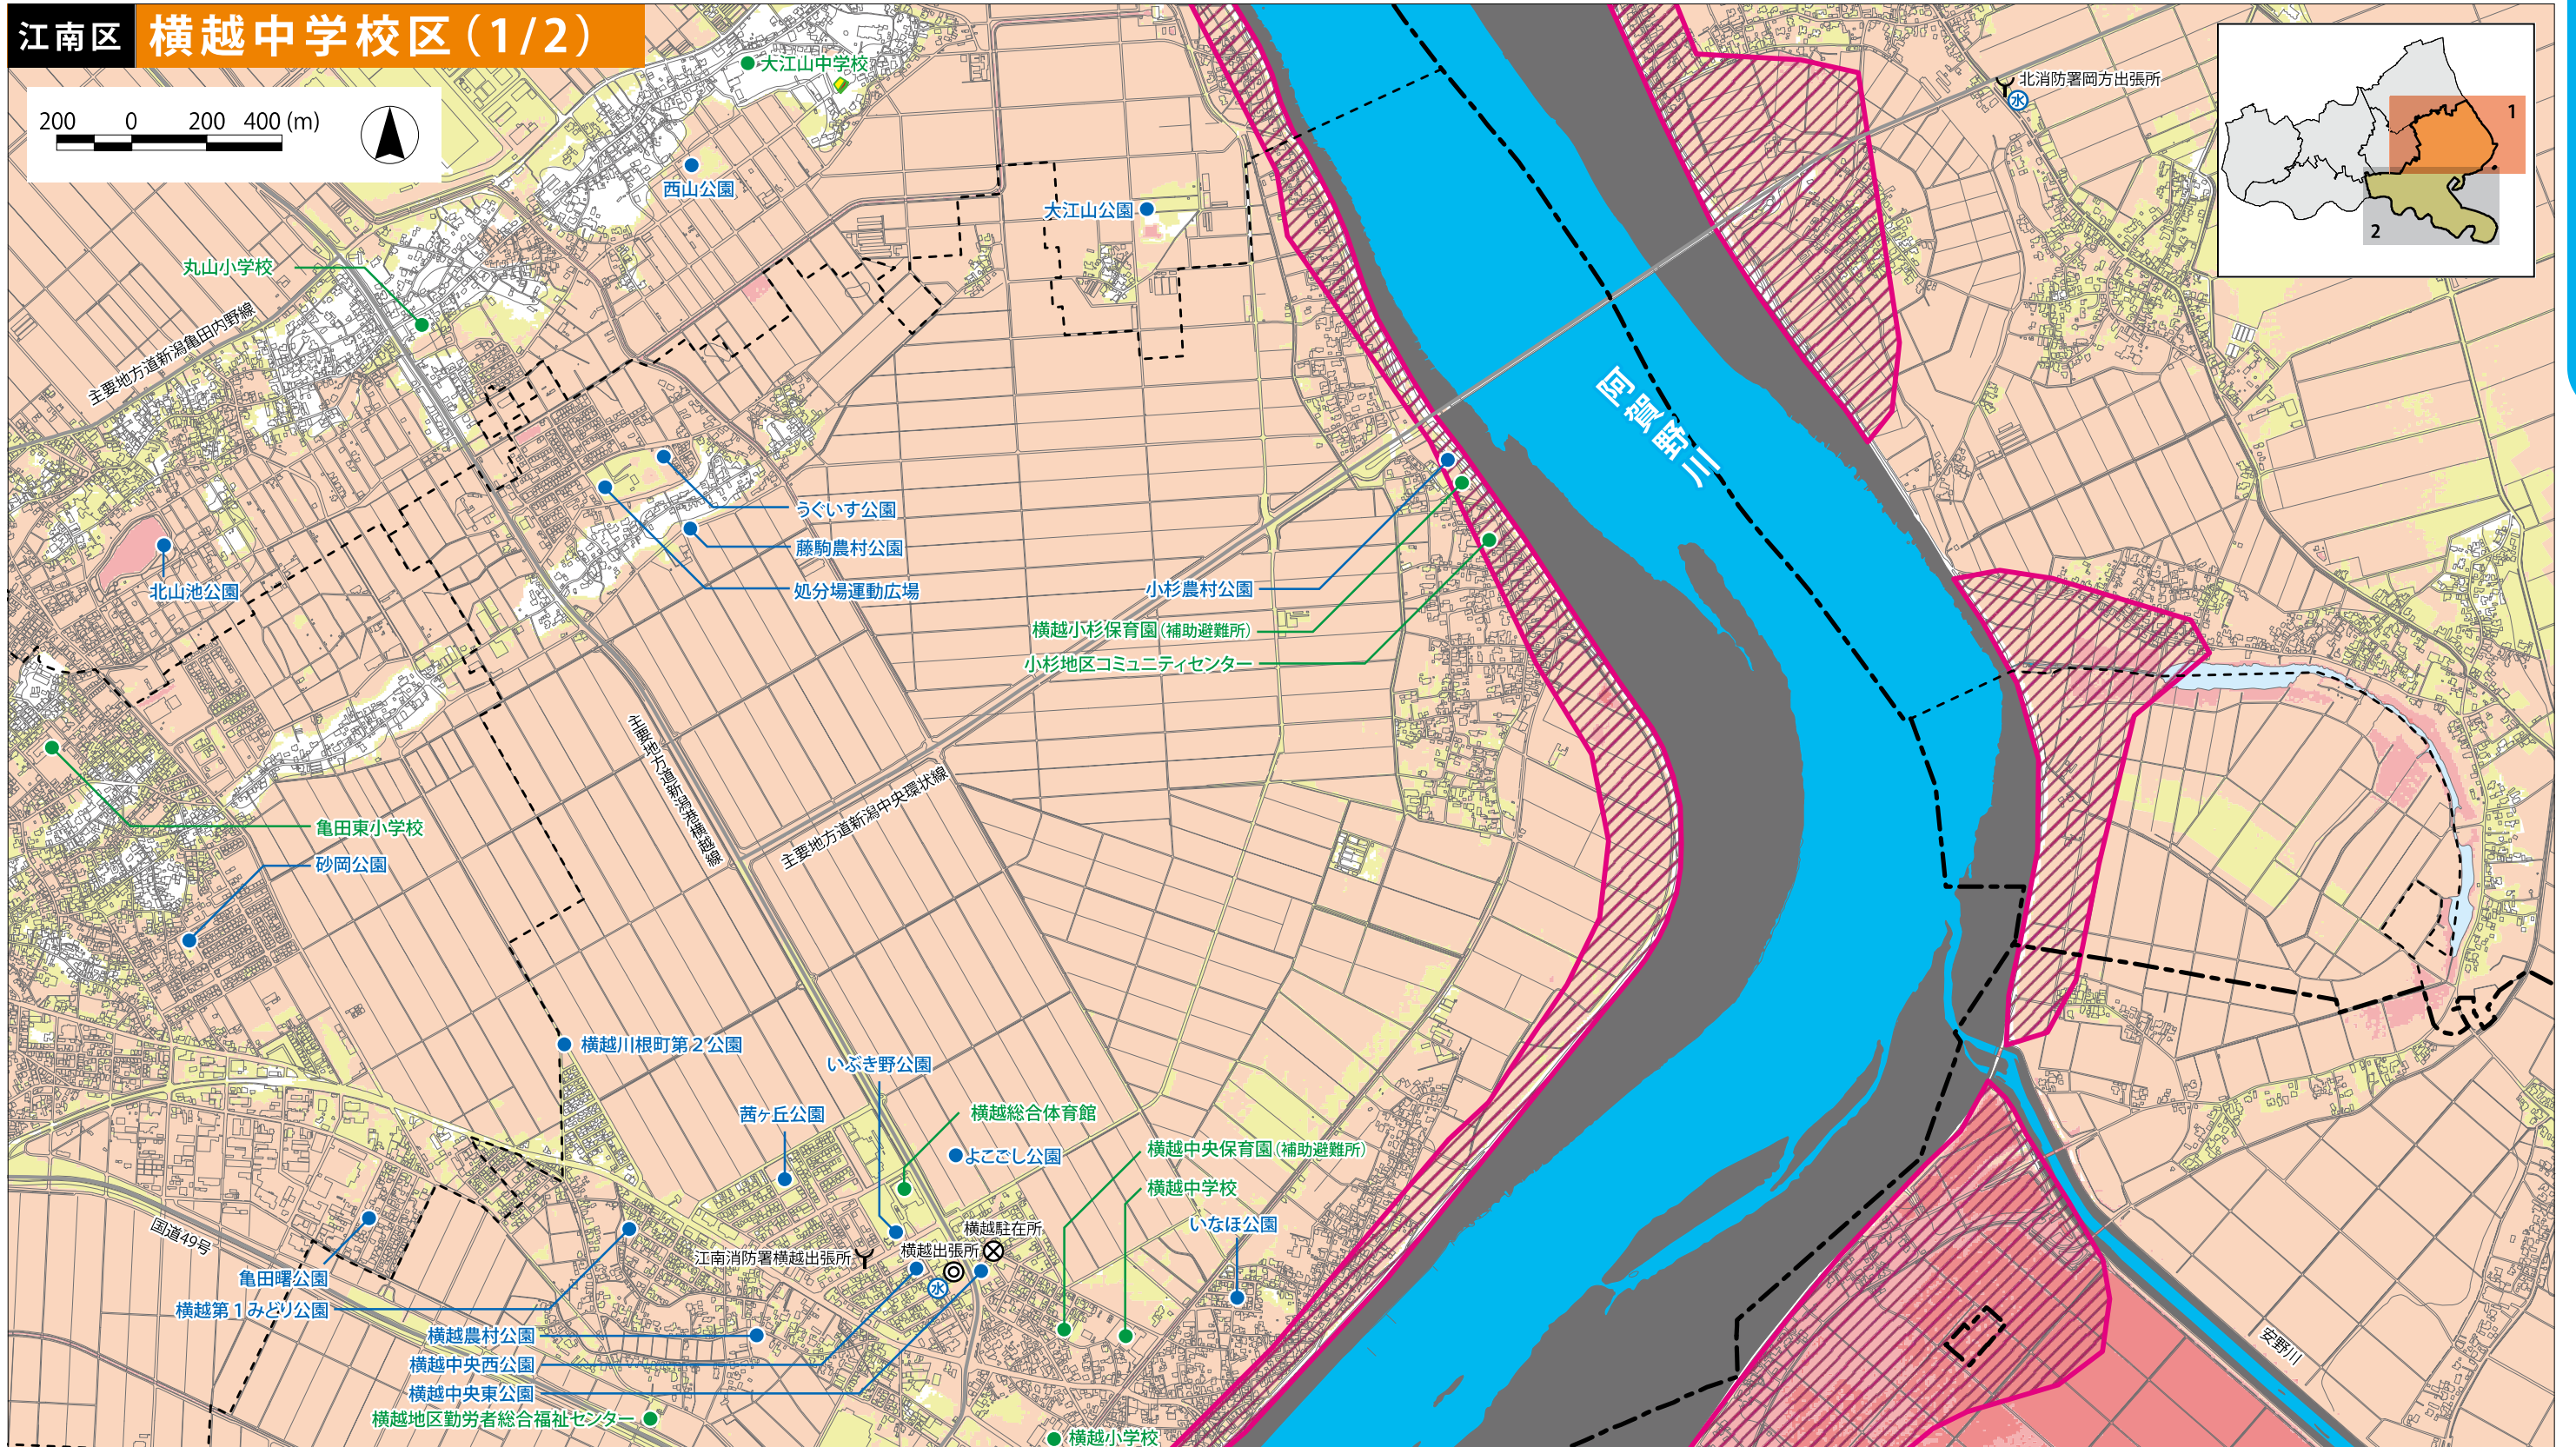 江南区 横越中学校区(1/2)
200 0 200 400 (m)
大江山中学校
北消防署岡方出張所
水
1
2
西山公園
大江山公園
丸山小学校
主要地方道新潟亀田内野線
阿賀野川
うぐいす公園
藤駒農村公園
処分場運動広場
北山池公園
小杉農村公園
横越小杉保育園(補助避難所)
小杉地区コミュニティセンター
主要地方道新潟港横越線
主要地方道新潟中央環状線
亀田東小学校
砂岡公園
横越川根町第2公園
いぶき野公園
茜ヶ丘公園
横越総合体育館
よこごし公園
横越中央保育園(補助避難所)
横越中学校
いなほ公園
横越駐在所
横越出張所
江南消防署横越出張所
水
国道49号
亀田曙公園
横越第1みどり公園
横越農村公園
横越中央西公園
横越中央東公園
横越地区勤労者総合福祉センター
横越小学校
安野川